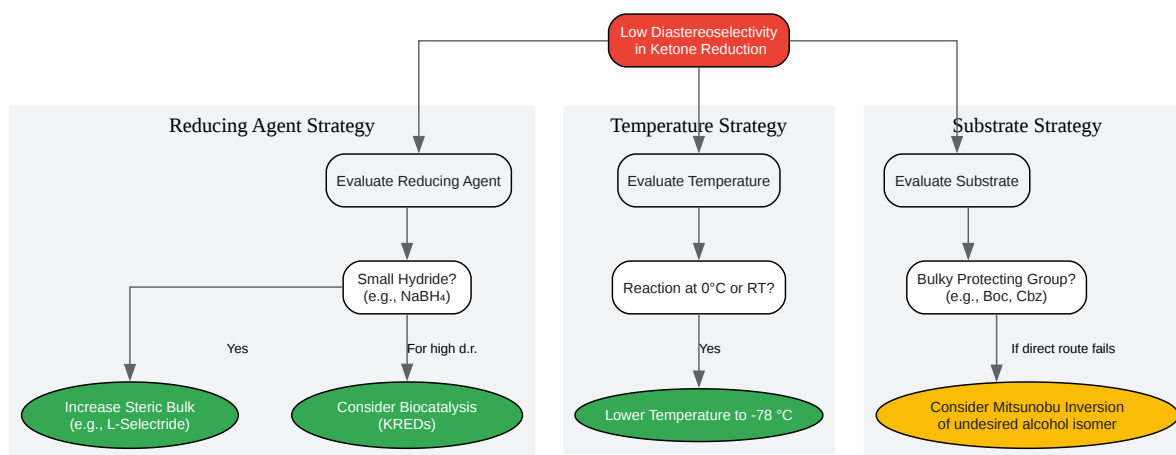 Low Diastereoselectivity
in Ketone Reduction
Reducing Agent Strategy
Temperature Strategy
Substrate Strategy
Evaluate Reducing Agent
Evaluate Temperature
Evaluate Substrate
Small Hydride?
(e.g., NaBH₄)
Reaction at 0°C or RT?
Bulky Protecting Group?
(e.g., Boc, Cbz)
Yes
For high d.r.
Yes
If direct route fails
Increase Steric Bulk
(e.g., L-Selectride)
Consider Biocatalysis
(KREDs)
Lower Temperature to -78 °C
Consider Mitsunobu Inversion
of undesired alcohol isomer